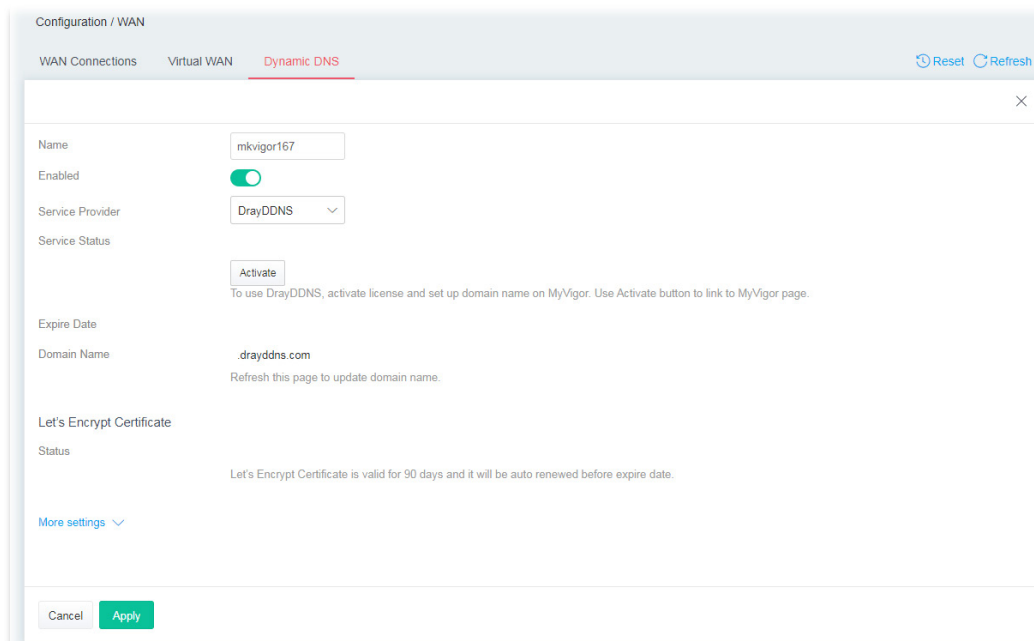 Configuration / WAN
WAN Connections Virtual WAN Dynamic DNS Reset Refresh
Name mkvigor167
Enabled
Service Provider DrayDDNS
Service Status
Activate
To use DrayDDNS, activate license and set up domain name on MyVigor. Use Activate button to link to MyVigor page.
Expire Date
Domain Name .drayddns.com
Refresh this page to update domain name.
Let's Encrypt Certificate
Status
Let's Encrypt Certificate is valid for 90 days and it will be auto renewed before expire date.
More settings
Cancel Apply